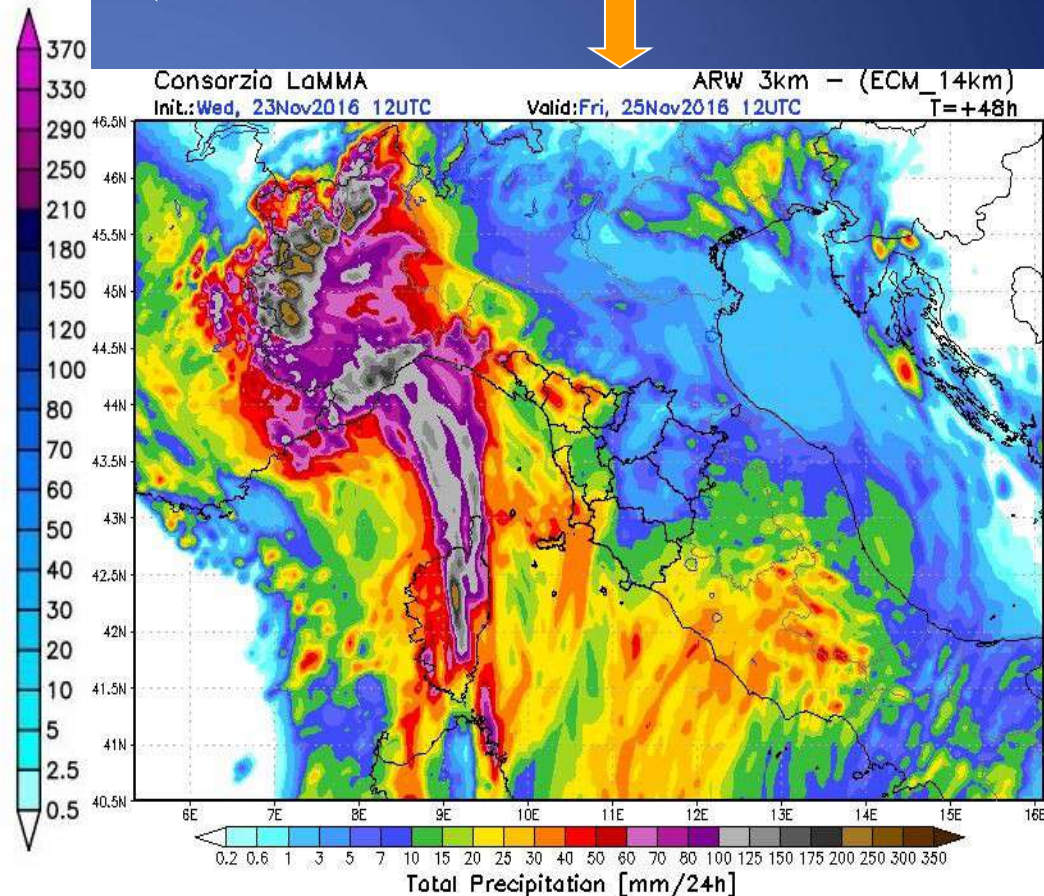 370
330
290
250
210
180
150
120
100
80
70
60
50
40
30
20
10
5
2.5
0.5
Consorzio LaMMA ARW 3km – (ECM_14km)
Init.:Wed, 23Nov2016 12UTC Valid:Fri, 25Nov2016 12UTC T=+48h
46.5N
46N
45.5N
45N
44.5N
44N
43.5N
43N
42.5N
42N
41.5N
41N
40.5N
6E 7E 8E 9E 10E 11E 12E 13E 14E 15E 16E
0.2 0.6 1 3 5 7 10 15 20 25 30 40 50 60 70 80 100 125 150 175 200 250 300 350
Total Precipitation [mm/24h]